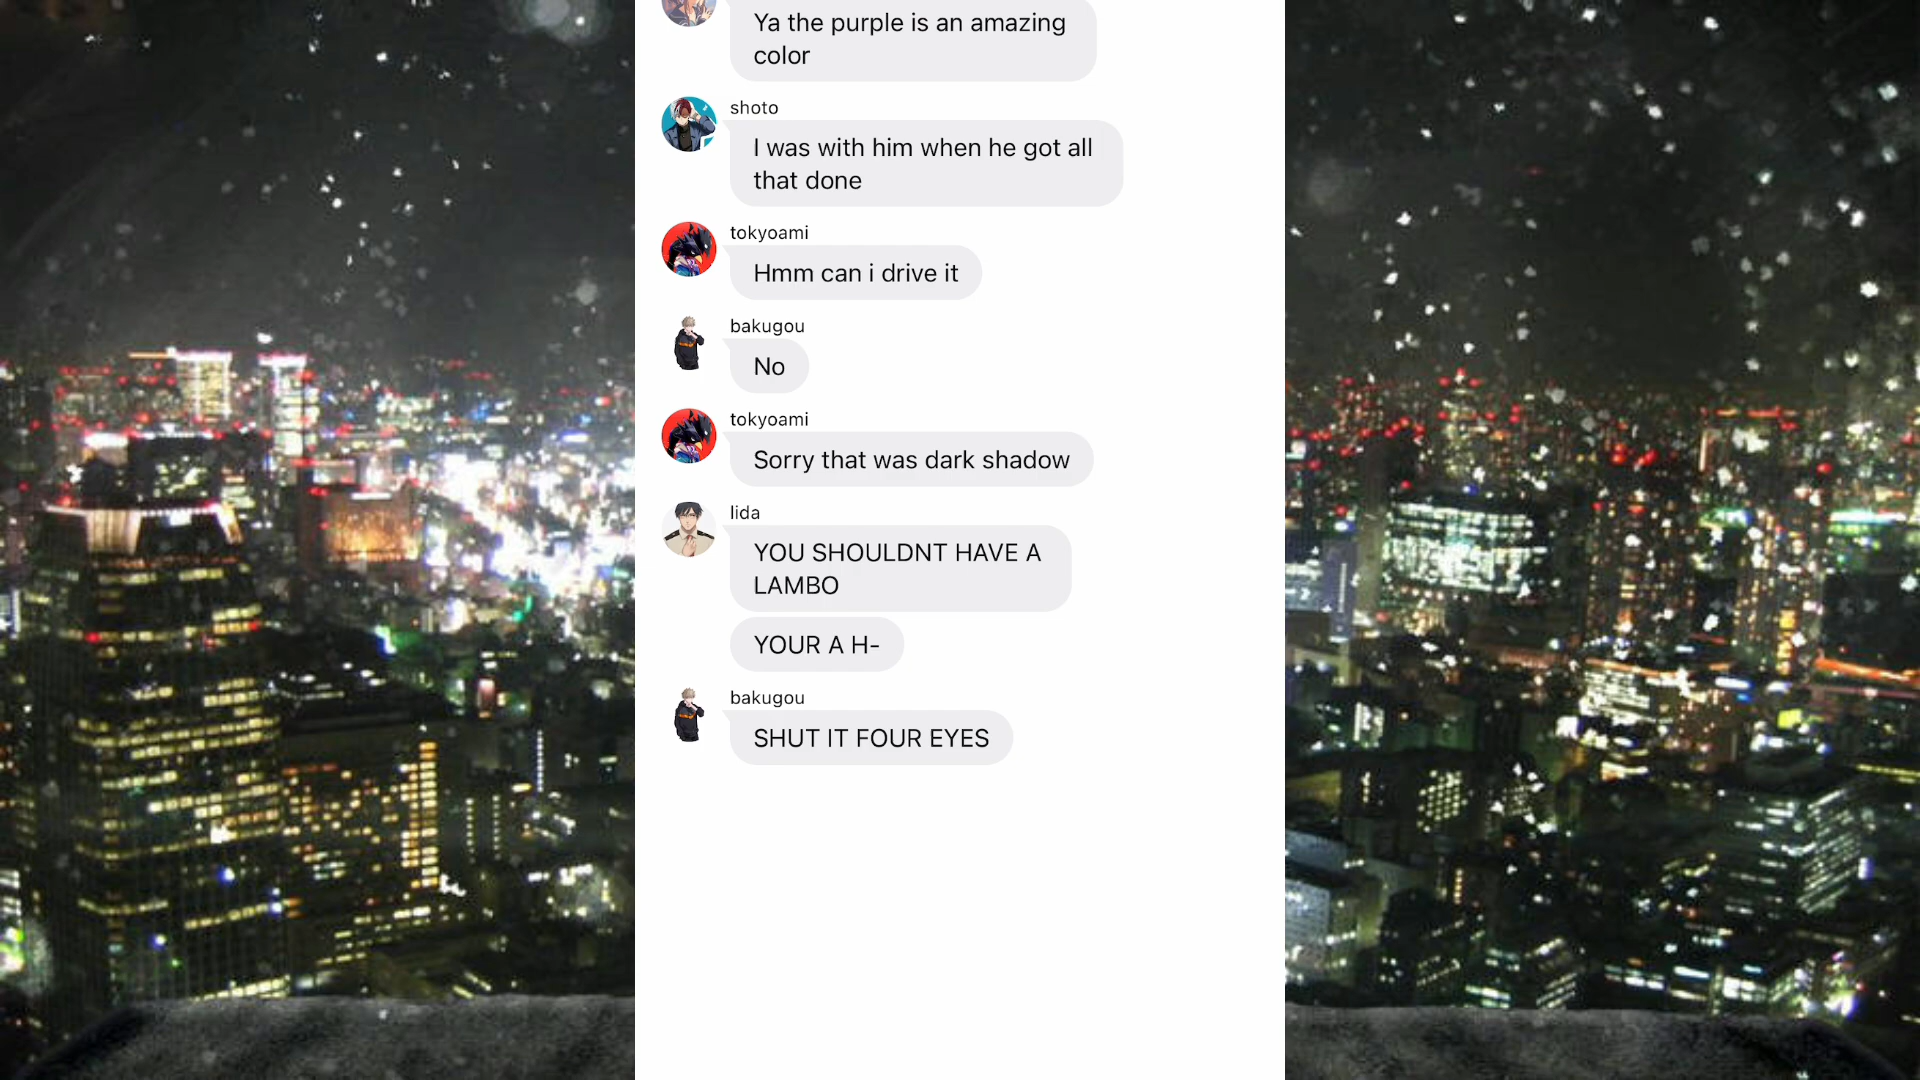 Ya the purple is an amazing
color
shoto
I was with him when he got all
that done
tokyoami
Hmm can i drive it
bakugou
No
tokyoami
Sorry that was dark shadow
Iida
YOU SHOULDNT HAVE A
LAMBO
YOUR A H-
bakugou
SHUT IT FOUR EYES